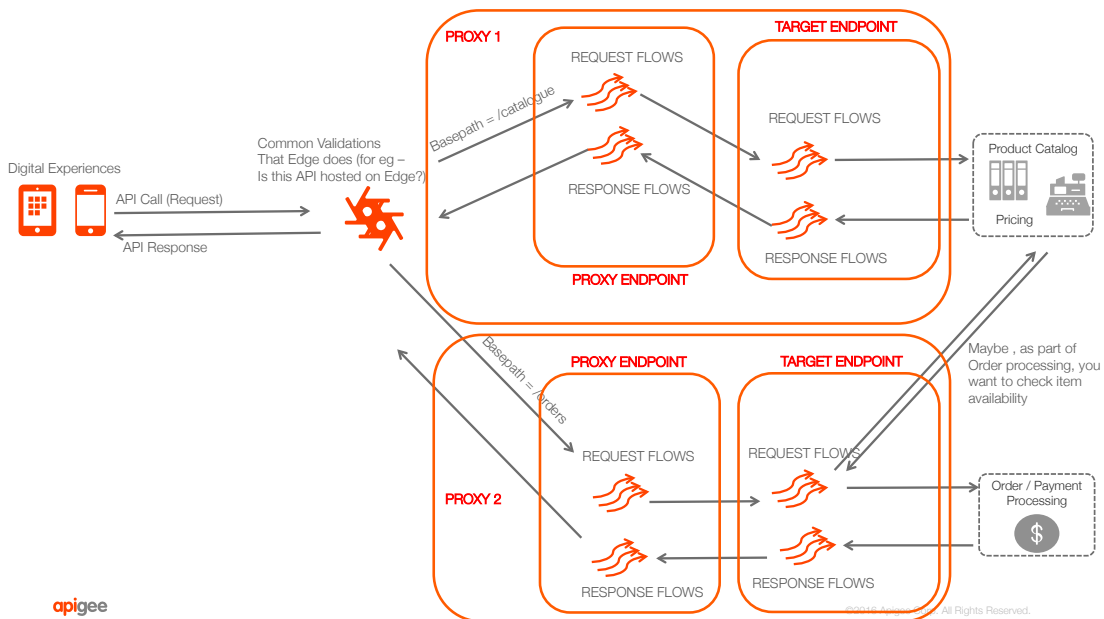 PROXY 1
TARGET ENDPOINT
REQUEST FLOWS
Basepath = /catalogue
REQUEST FLOWS
Common Validations
That Edge does (for eg –
Is this API hosted on Edge?)
Product Catalog
Digital Experiences
RESPONSE FLOWS
API Call (Request)
Pricing
API Response
RESPONSE FLOWS
PROXY ENDPOINT
Basepath = /orders
PROXY ENDPOINT
TARGET ENDPOINT
Maybe , as part of
Order processing, you
want to check item
availability
REQUEST FLOWS
REQUEST FLOWS
PROXY 2
Order / Payment
Processing
$
RESPONSE FLOWS
RESPONSE FLOWS
apigee
©2016 Apigee Corp. All Rights Reserved.